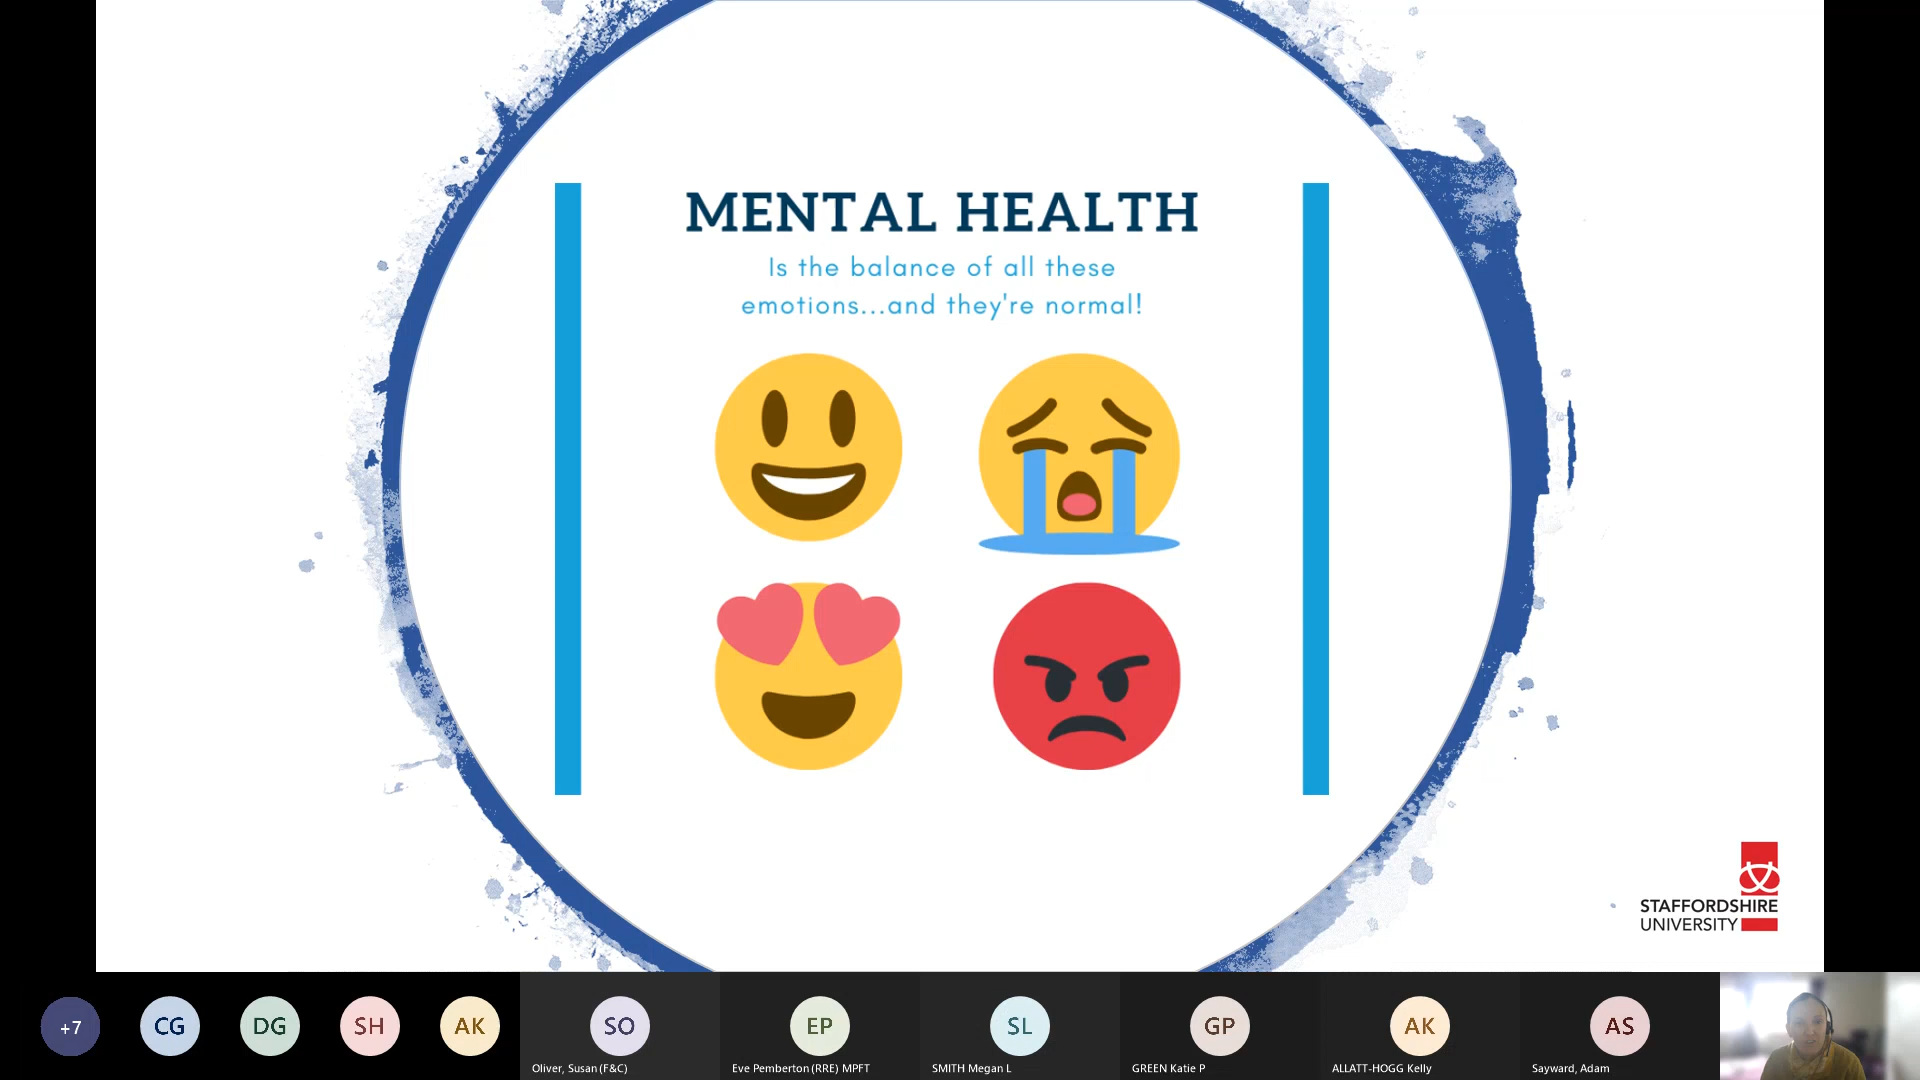 MENTAL HEALTH
Is the balance of all these
emotions...and they're normal!
STAFFORDSHIRE
UNIVERSITY
+7
CG
DG
SH
AK
SO
EP
SL
GP
AK
AS
Oliver, Susan (F&C)
Eve Pemberton (RRE) MPFT
SMITH Megan L
GREEN Katie P
ALLATT-HOGG Kelly
Sayward, Adam